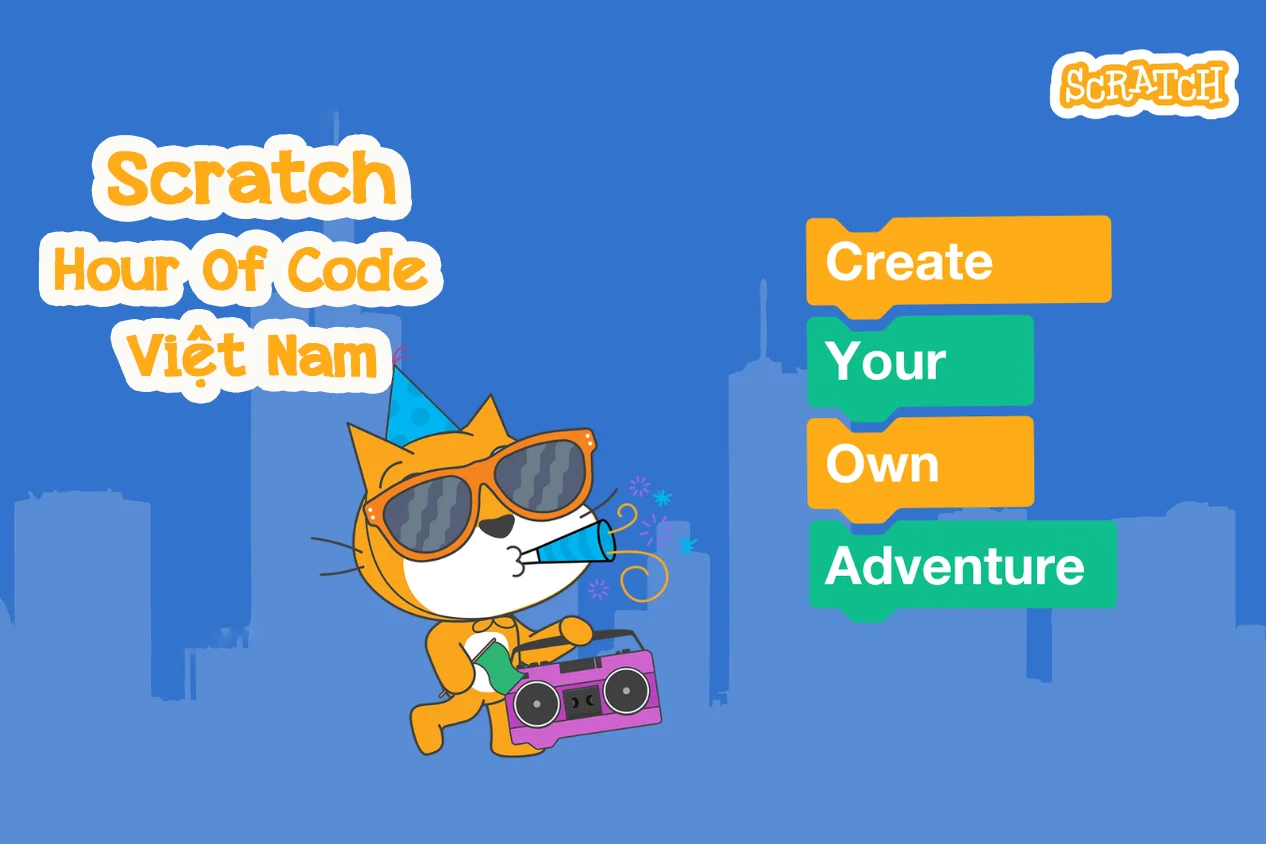 SCRATCH
Scratch
Hour Of Code
Việt Nam
Create
Your
Own
Adventure